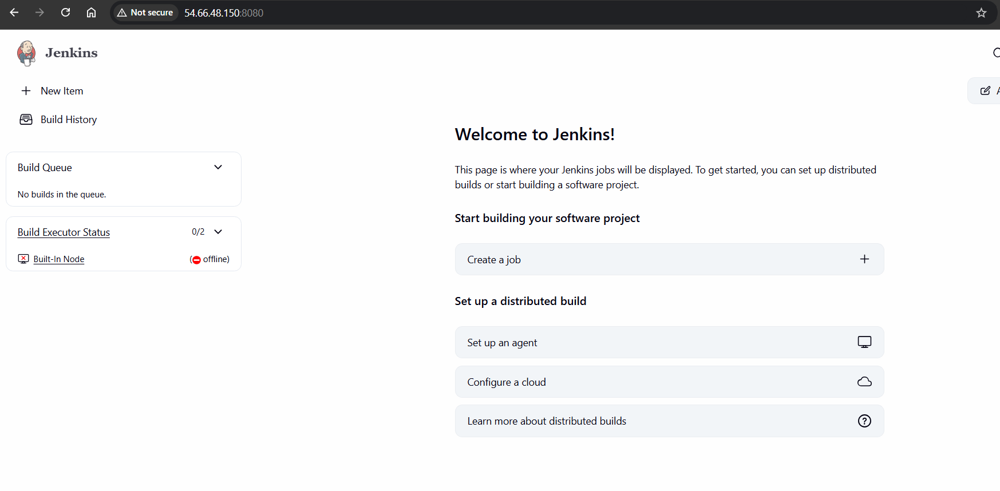 Not secure 54.66.48.150:8080
Jenkins
New Item
Build History
Build Queue
No builds in the queue.
Build Executor Status 0/2
Built-In Node (offline)
Welcome to Jenkins!
This page is where your Jenkins jobs will be displayed. To get started, you can set up distributed
builds or start building a software project.
Start building your software project
Create a job
Set up a distributed build
Set up an agent
Configure a cloud
Learn more about distributed builds